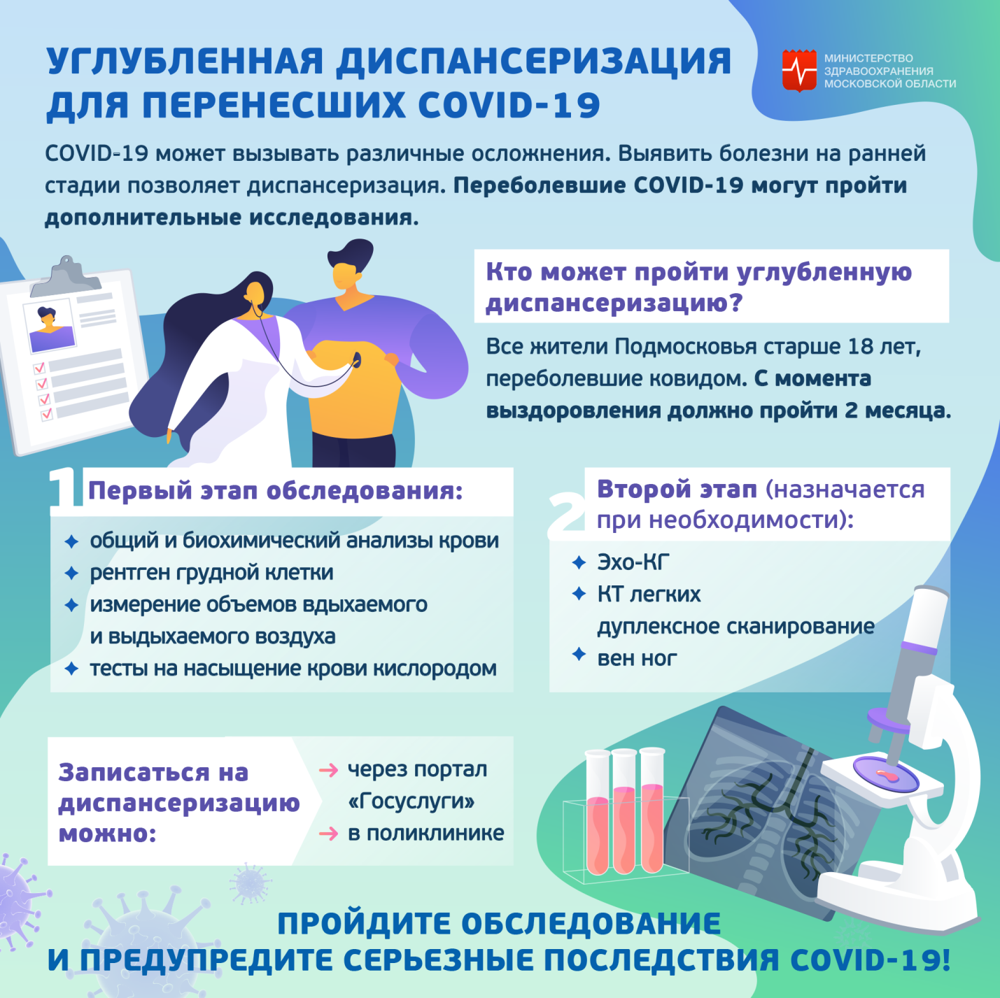 УГЛУБЛЕННАЯ ДИСПАНСЕРИЗАЦИЯ
ДЛЯ ПЕРЕНЕСШИХ COVID-19
МИНИСТЕРСТВО
ЗДРАВООХРАНЕНИЯ
МОСКОВСКОЙ ОБЛАСТИ
COVID-19 может вызывать различные осложнения. Выявить болезни на ранней
стадии позволяет диспансеризация. Переболевшие COVID-19 могут пройти
дополнительные исследования.
Кто может пройти углубленную
диспансеризацию?
Все жители Подмосковья старше 18 лет,
переболевшие ковидом. С момента
выздоровления должно пройти 2 месяца.
1
Первый этап обследования:
общий и биохимический анализы крови
рентген грудной клетки
измерение объемов вдыхаемого
и выдыхаемого воздуха
тесты на насыщение крови кислородом
2
Второй этап (назначается
при необходимости):
Эхо-КГ
КТ легких
дуплексное сканирование
вен ног
Записаться на
диспансеризацию
можно:
через портал
«Госуслуги»
в поликлинике
ПРОЙДИТЕ ОБСЛЕДОВАНИЕ
И ПРЕДУПРЕДИТЕ СЕРЬЕЗНЫЕ ПОСЛЕДСТВИЯ COVID-19!